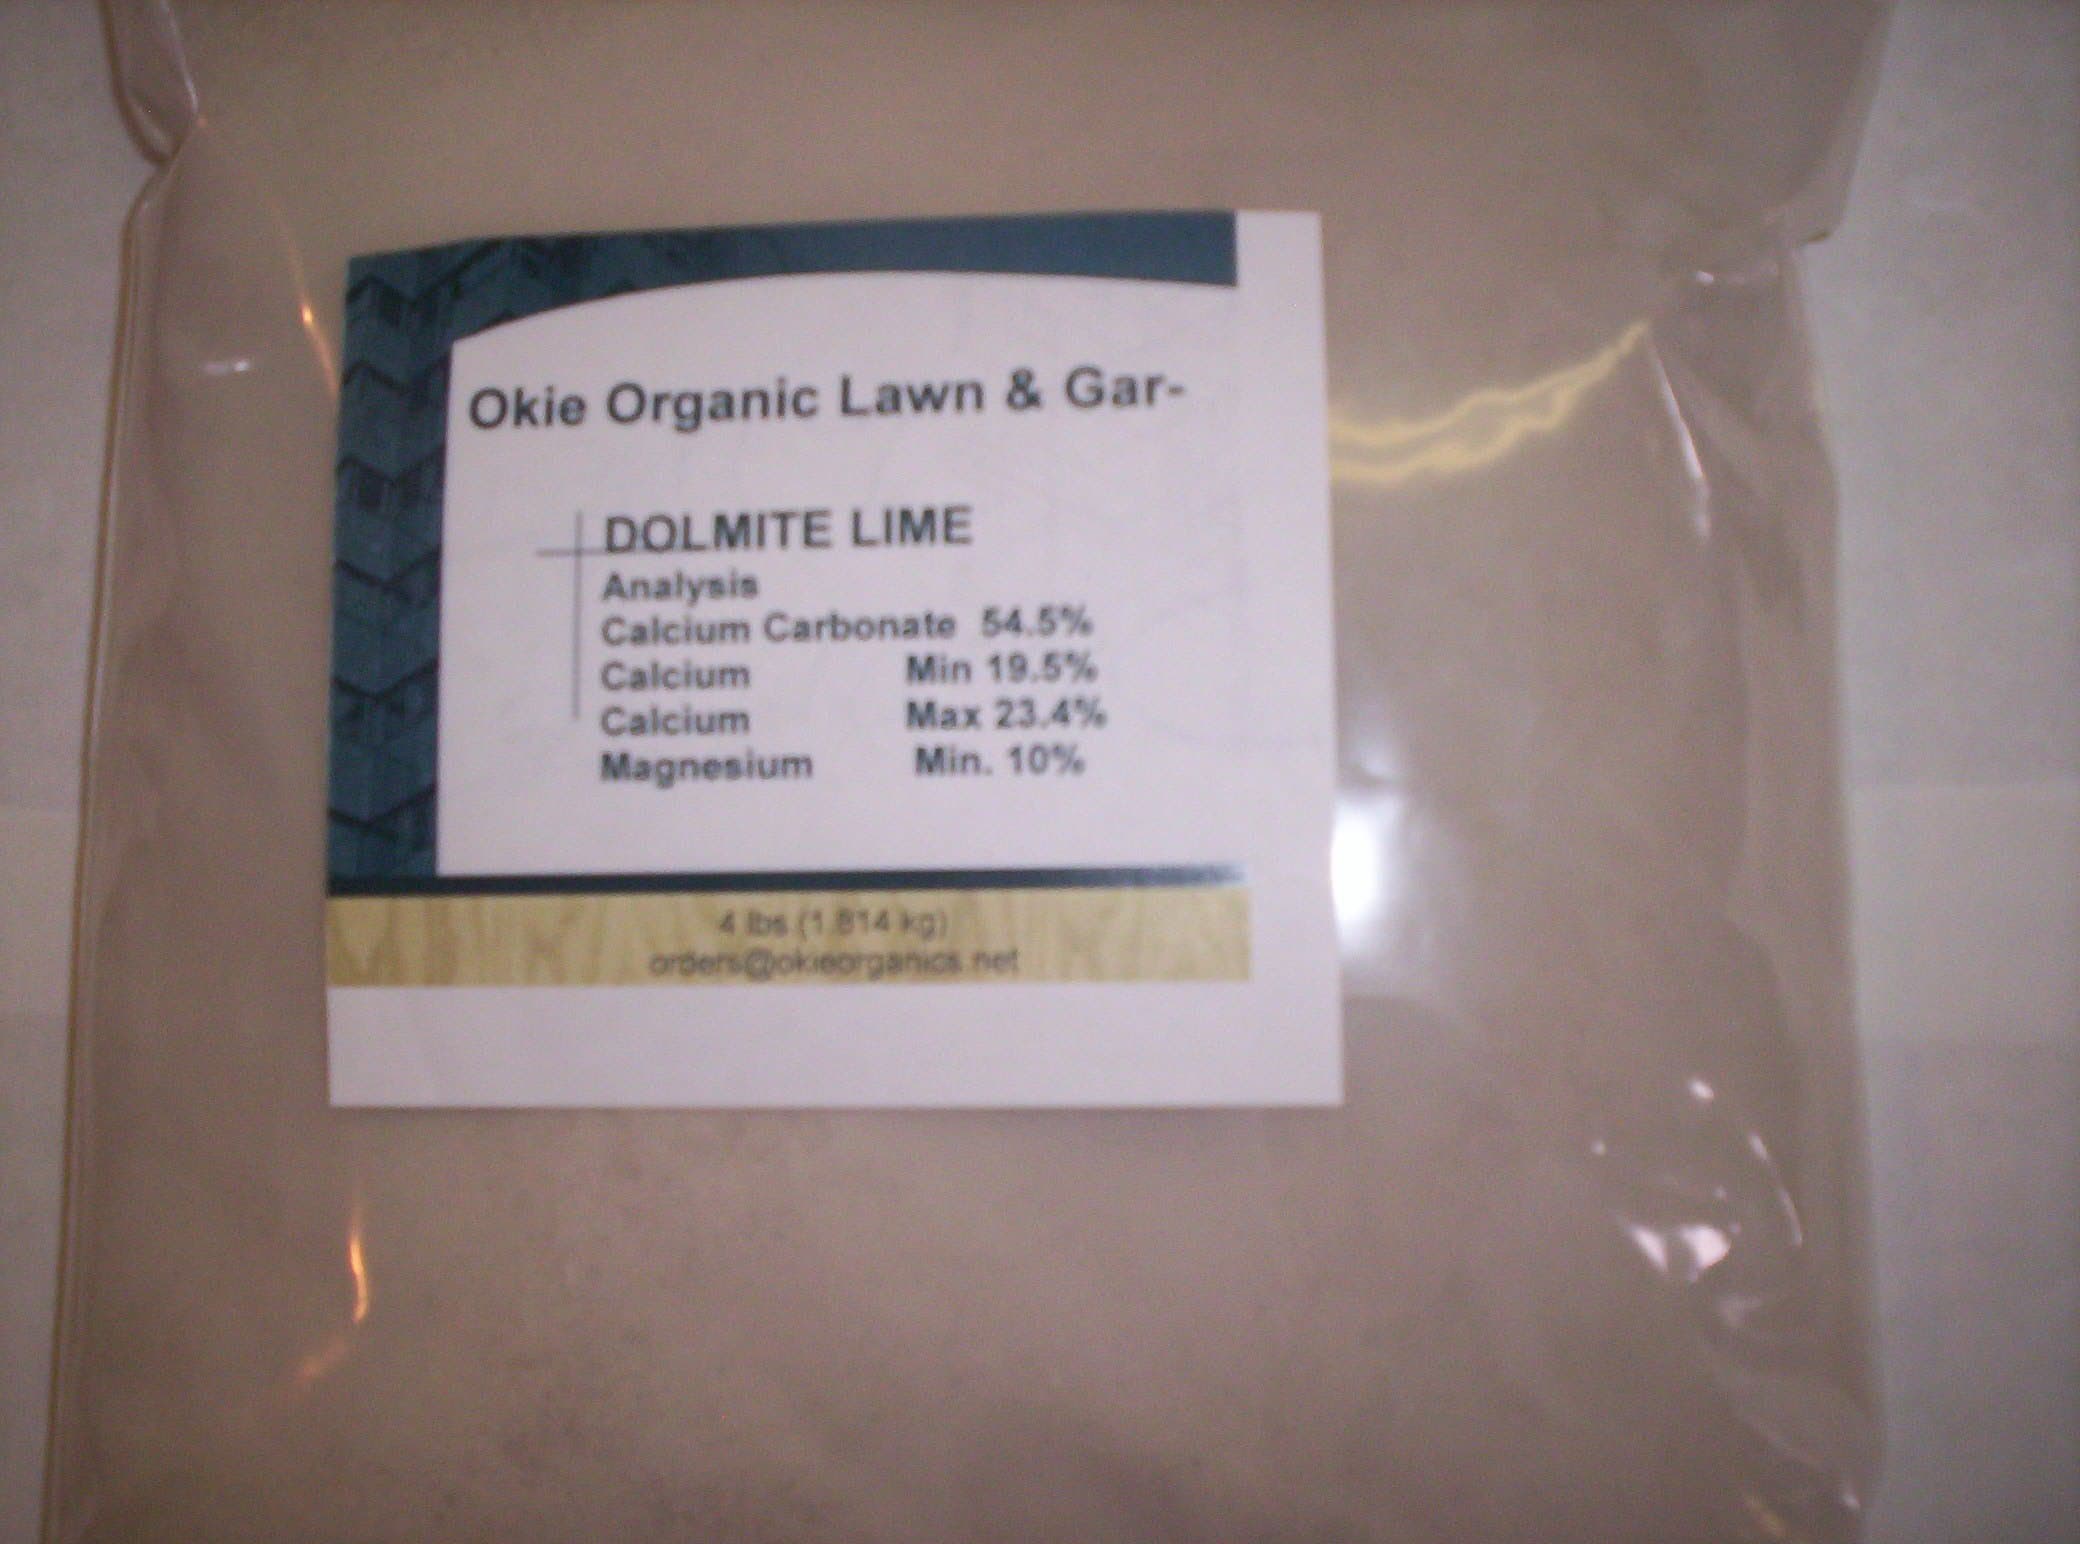 Okie Organic Lawn & Gar-
DOLMITE LIME
Analysis
Calcium Carbonate 54.5%
Calcium Min 19.5%
Calcium Max 23.4%
Magnesium Min. 10%
4 lbs (1.814 kg)
orders@okieorganics.net